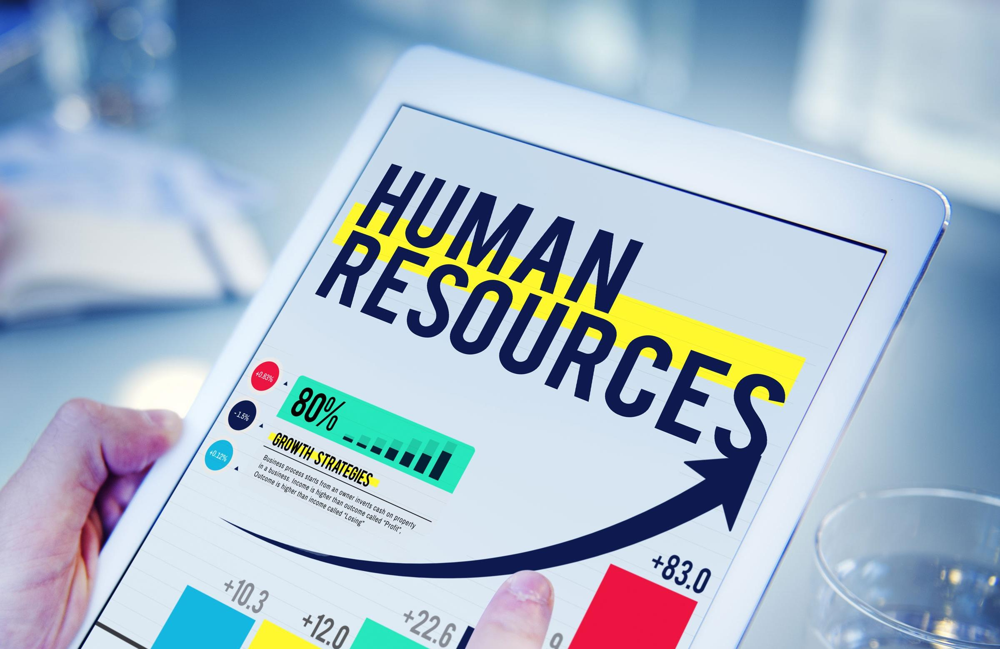 HUMAN
RESOURCES
+0.83%
-1.5%
+0.12%
80%
GROWTH STRATEGIES
Business process starts from an owner inverts cash on property
in a business. Income is higher than outcome called “Profit”,
Outcome is higher than income called “Losing”
+10.3
+12.0
+22.6
+83.0